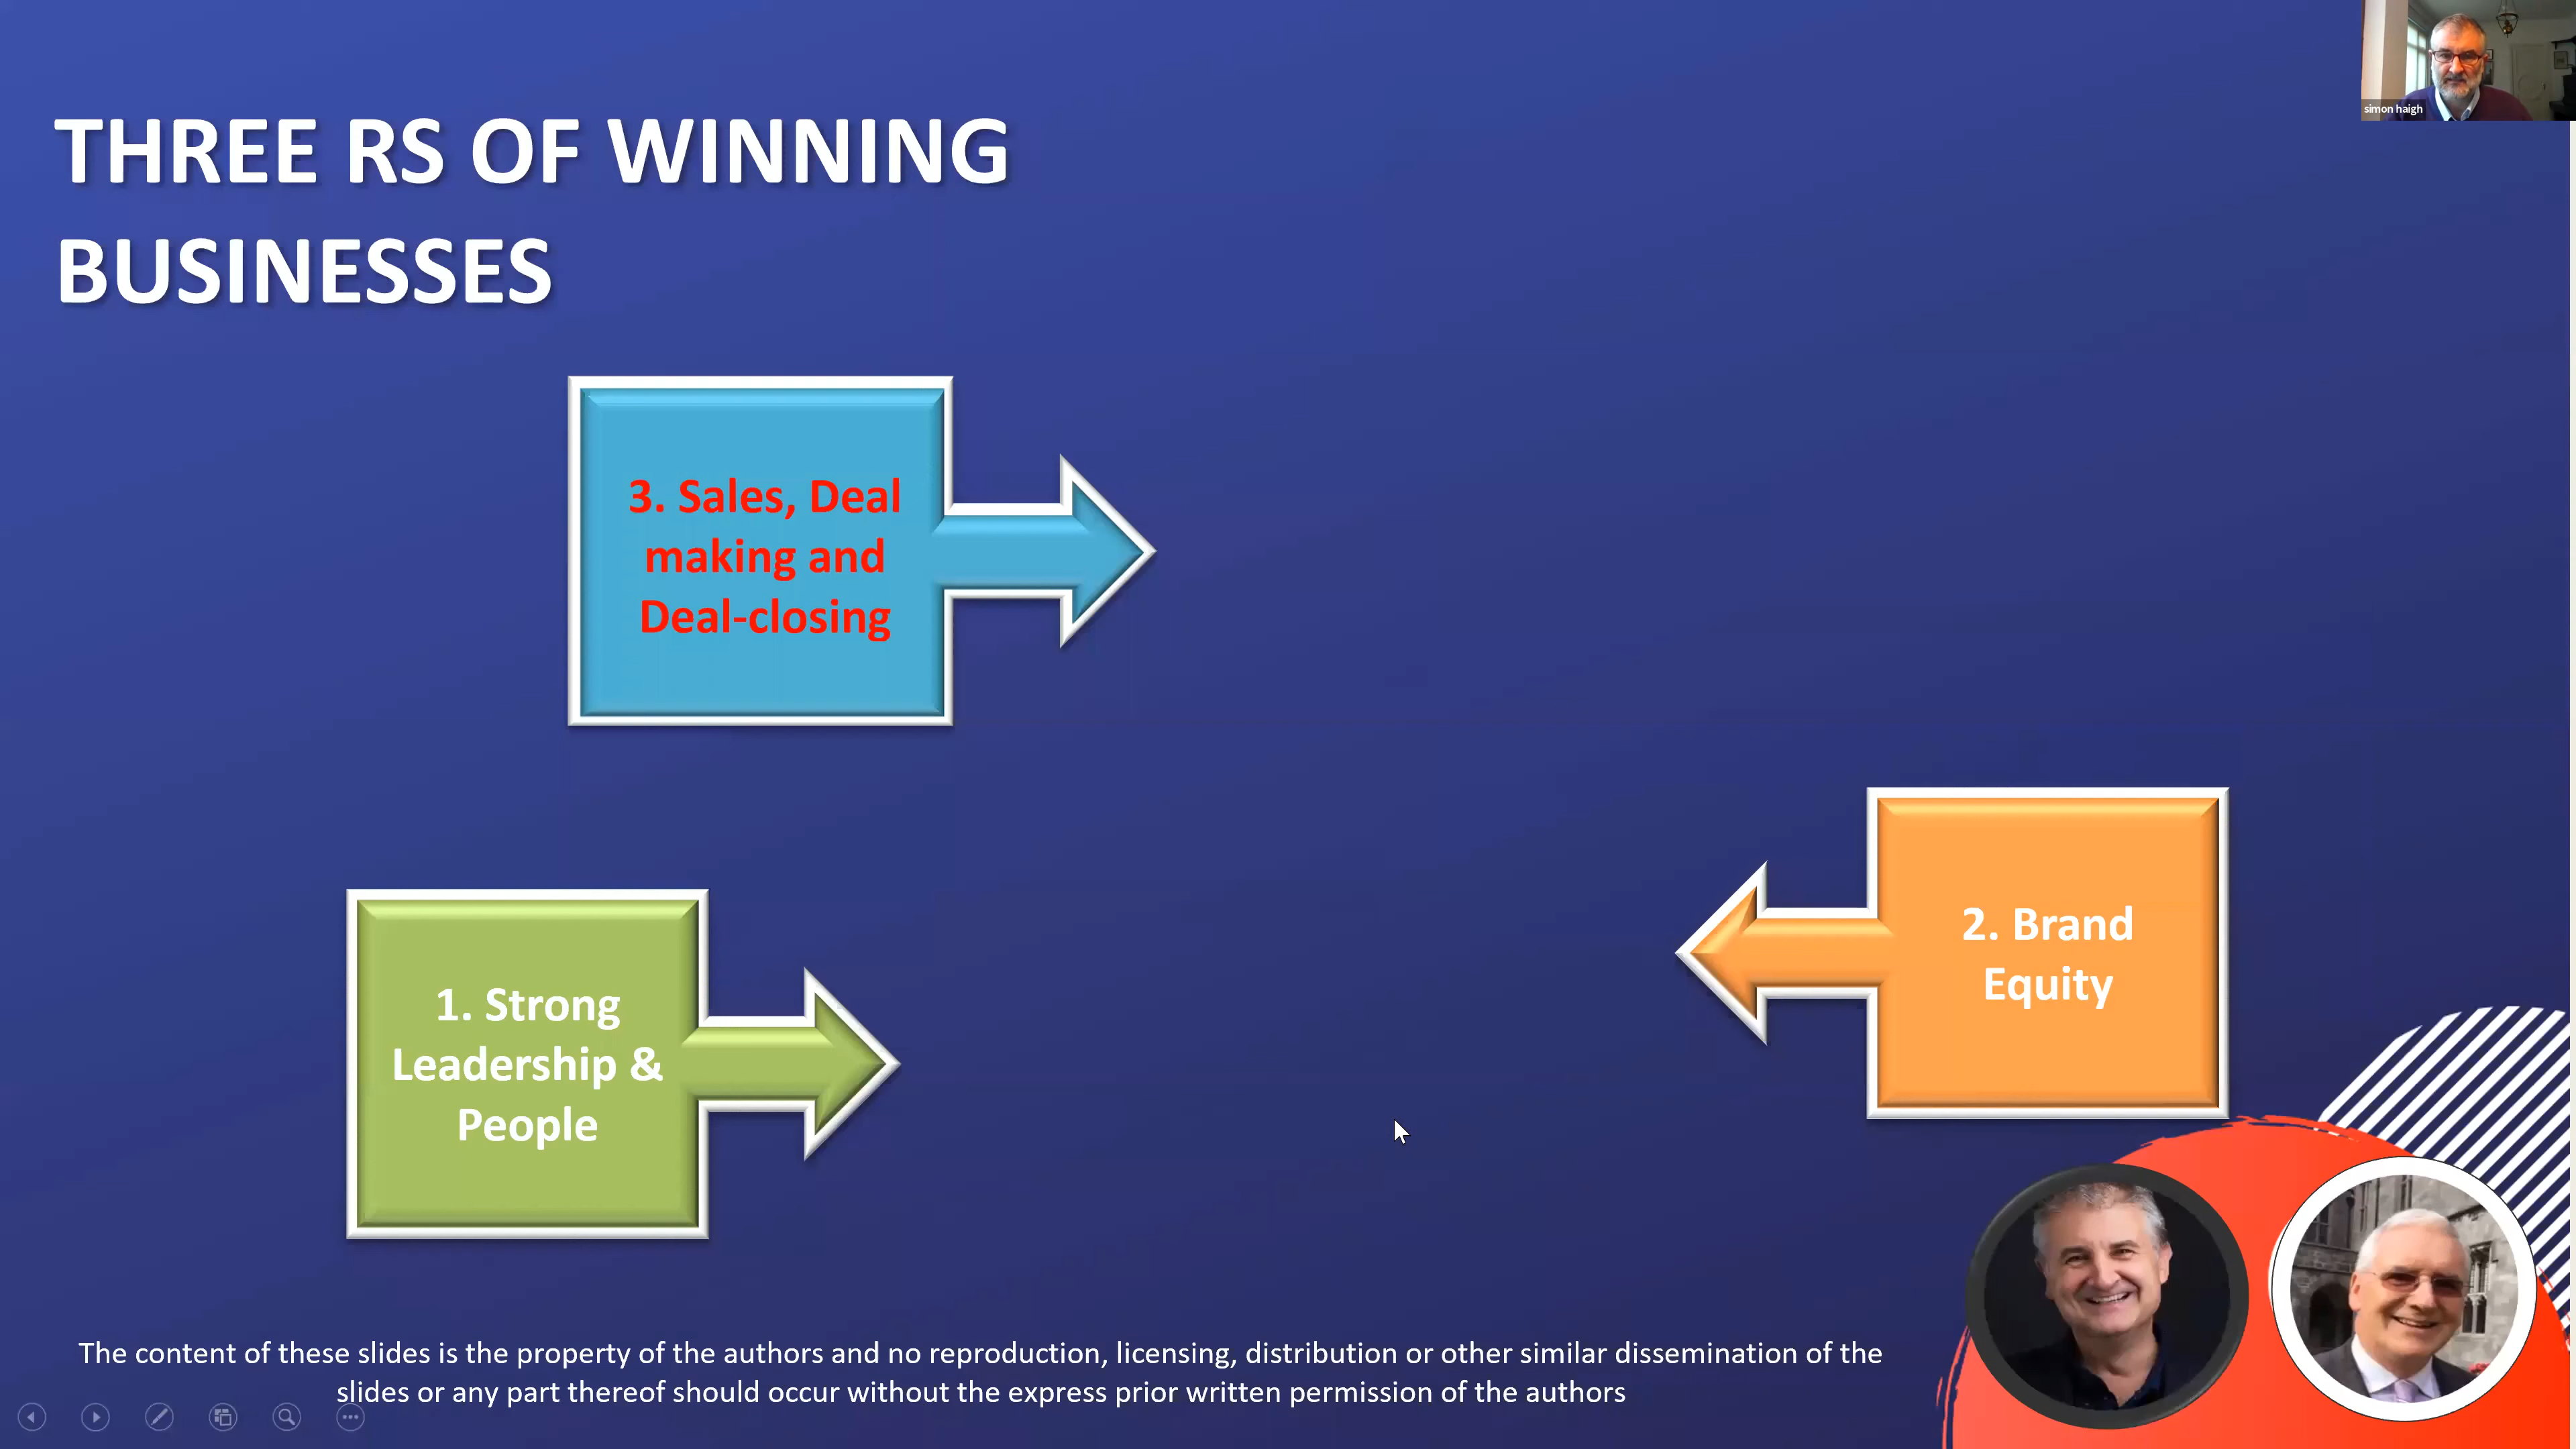 simon haigh
THREE RS OF WINNING
BUSINESSES
3. Sales, Deal
making and
Deal-closing
1. Strong
Leadership &
People
2. Brand
Equity
The content of these slides is the property of the authors and no reproduction, licensing, distribution or other similar dissemination of the
slides or any part thereof should occur without the express prior written permission of the authors